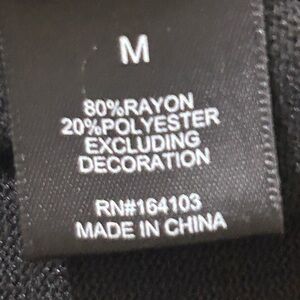 M
80%RAYON
20%POLYESTER
EXCLUDING
DECORATION
RN#164103
MADE IN CHINA